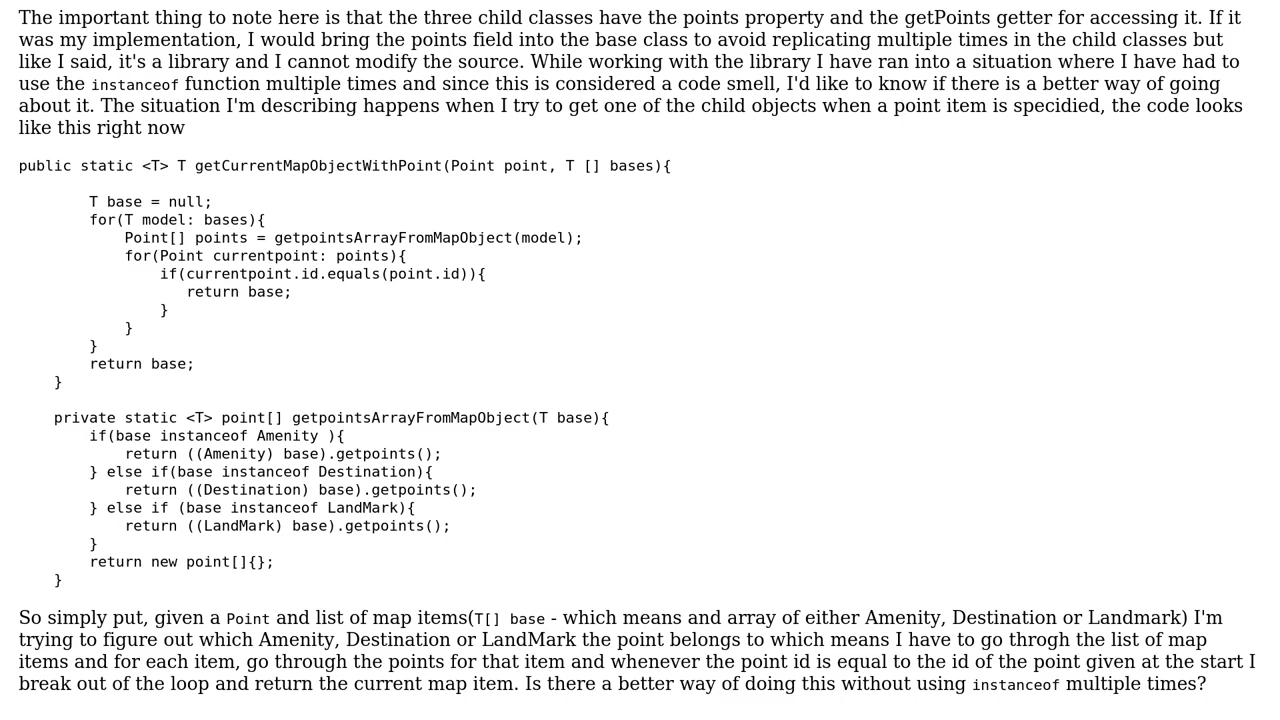 The important thing to note here is that the three child classes have the points property and the getPoints getter for accessing it. If it
was my implementation, I would bring the points field into the base class to avoid replicating multiple times in the child classes but
like I said, it's a library and I cannot modify the source. While working with the library I have ran into a situation where I have had to
use the instanceof function multiple times and since this is considered a code smell, I'd like to know if there is a better way of going
about it. The situation I'm describing happens when I try to get one of the child objects when a point item is specidied, the code looks
like this right now
public static <T> T getCurrentMapObjectWithPoint(Point point, T [] bases){
T base = null;
for(T model: bases){
Point[] points = getpointsArrayFromMapObject(model);
for(Point currentpoint: points){
if(currentpoint.id.equals(point.id)){
return base;
}
}
}
return base;
}
private static <T> point[] getpointsArrayFromMapObject(T base){
if(base instanceof Amenity ){
return ((Amenity) base).getpoints();
} else if(base instanceof Destination){
return ((Destination) base).getpoints();
} else if (base instanceof LandMark){
return ((LandMark) base).getpoints();
}
return new point[]{};
}
So simply put, given a Point and list of map items(T[] base - which means and array of either Amenity, Destination or Landmark) I'm
trying to figure out which Amenity, Destination or LandMark the point belongs to which means I have to go throgh the list of map
items and for each item, go through the points for that item and whenever the point id is equal to the id of the point given at the start I
break out of the loop and return the current map item. Is there a better way of doing this without using instanceof multiple times?